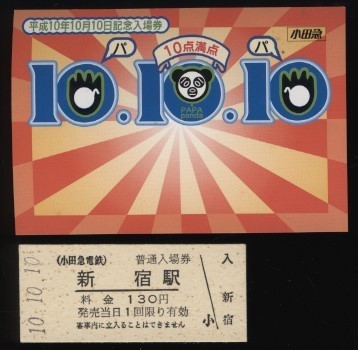 平成10年10月10日記念入場券
小田急
パ
10点満点
パ
10.10.10
PAPA
panda
10.10.10
《小田急電鉄》 普通入場券
新宿駅
料金 130円
発売当日1回限り有効
客車内に立入ることはできません
入
新
宿
小